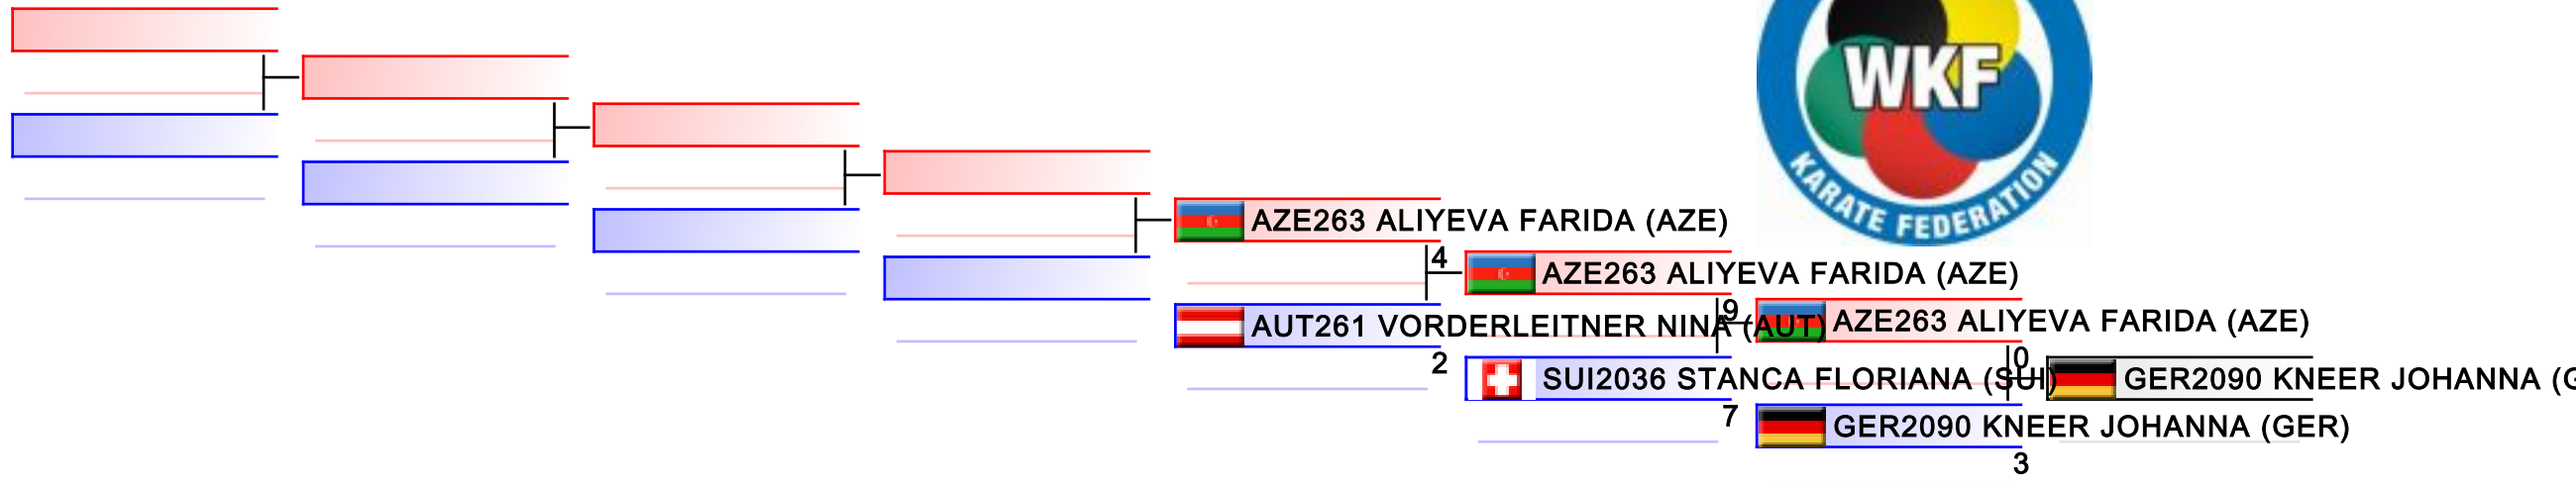 WKF
KARATE FEDERATION
AZE263 ALIYEVA FARIDA (AZE)
4
AZE263 ALIYEVA FARIDA (AZE)
9
AZE263 ALIYEVA FARIDA (AZE)
AUT261 VORDERLEITNER NINA (AUT)
2
0
SUI2036 STANCA FLORIANA (SUI)
GER2090 KNEER JOHANNA (G
7
GER2090 KNEER JOHANNA (GER)
3